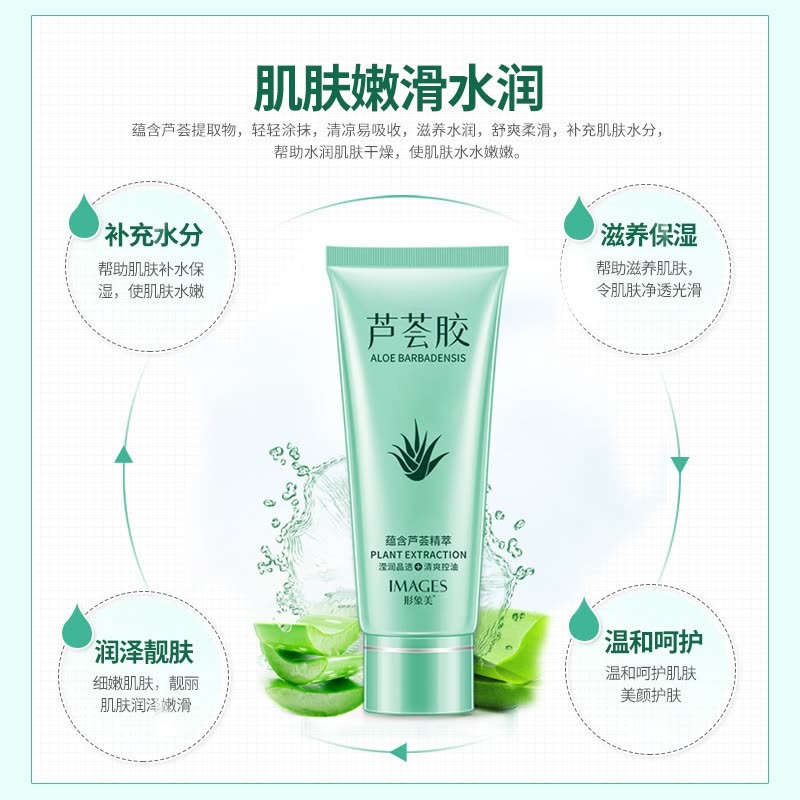 肌肤嫩滑水润
蕴含芦荟提取物，轻轻涂抹，清凉易吸收，滋养水润，舒爽柔滑，补充肌肤水分，
帮助水润肌肤干燥，使肌肤水水嫩嫩。
补充水分
帮助肌肤补水保
湿，使肌肤水嫩
滋养保湿
帮助滋养肌肤，
令肌肤净透光滑
芦荟胶
ALOE BARBADENSIS
蕴含芦荟精萃
PLANT EXTRACTION
滢润晶透+清爽控油
IMAGES
形象美®
润泽靓肤
细嫩肌肤，靓丽
肌肤润泽嫩滑
温和呵护
温和呵护肌肤
美颜护肤